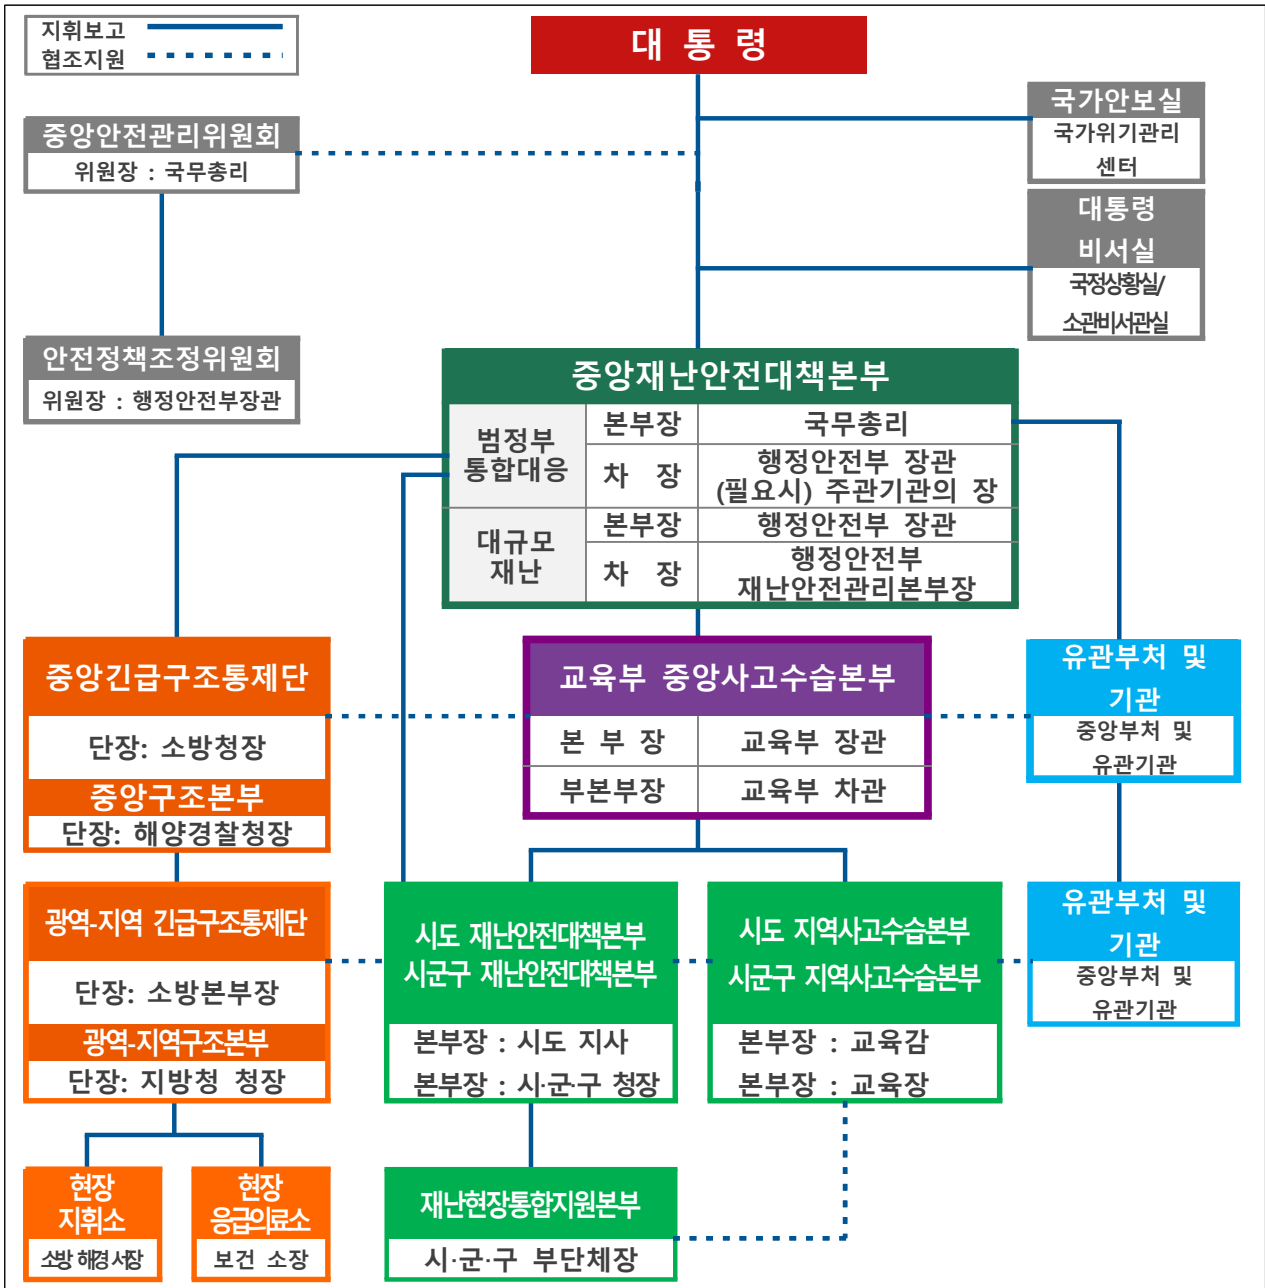 지휘보고
협조지원
대 통 령
국가안보실
국가위기관리
센터
중앙안전관리위원회
위원장 : 국무총리
대통령
비서실
국정상황실/
소관비서관실
안전정책조정위원회
위원장 : 행정안전부장관
중앙재난안전대책본부
범정부
통합대응
본부장
국무총리
차 장
행정안전부 장관
(필요시) 주관기관의 장
대규모
재난
본부장
행정안전부 장관
차 장
행정안전부
재난안전관리본부장
중앙긴급구조통제단
단장: 소방청장
중앙구조본부
단장: 해양경찰청장
교육부 중앙사고수습본부
본 부 장
교육부 장관
부본부장
교육부 차관
유관부처 및
기관
중앙부처 및
유관기관
광역-지역 긴급구조통제단
단장: 소방본부장
광역-지역구조본부
단장: 지방청 청장
시도 재난안전대책본부
시군구 재난안전대책본부
본부장 : 시도 지사
본부장 : 시·군·구 청장
시도 지역사고수습본부
시군구 지역사고수습본부
본부장 : 교육감
본부장 : 교육장
유관부처 및
기관
중앙부처 및
유관기관
현장
지휘소
소방 해경 서장
현장
응급의료소
보건 소장
재난현장통합지원본부
시·군·구 부단체장